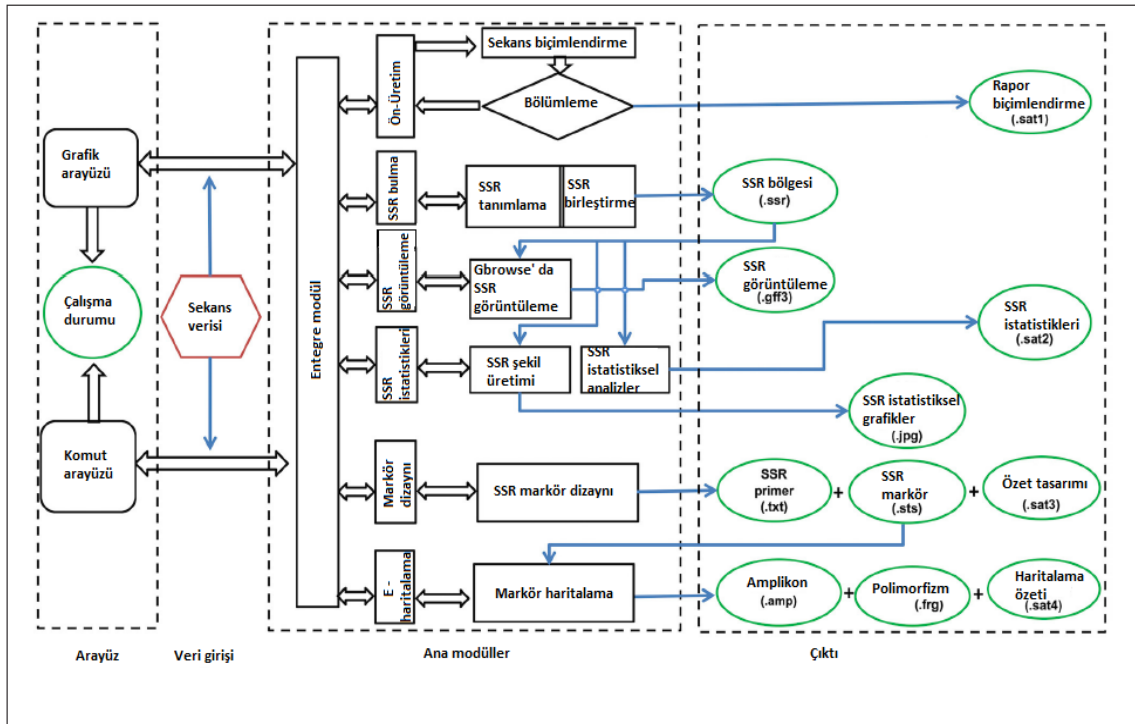 Grafik
arayüzü
Çalışma
durumu
Komut
arayüzü
Sekans
verisi
Entegre modül
Ön-Üretim
Sekans biçimlendirme
Bölümleme
Rapor
biçimlendirme
(.sat1)
SSR bulma
SSR
tanımlama
SSR
birleştirme
SSR bölgesi
(.ssr)
SSR
görüntüleme
Gbrowse' da
SSR
görüntüleme
SSR
görüntüleme
(.gff3)
SSR
istatistikleri
SSR şekil
üretimi
SSR
istatistiksel
analizler
SSR
istatistikleri
(.sat2)
SSR istatistiksel
grafikler
(.jpg)
Markör
dizaynı
SSR markör dizaynı
SSR
primer
(.txt)
+
SSR
markör
(.sts)
+
Özet tasarımı
(.sat3)
E -
haritalama
Markör haritalama
Amplikon
(.amp)
+
Polimorfizm
(.frg)
+
Haritalama
özeti
(.sat4)
Arayüz
Veri girişi
Ana modüller
Çıktı